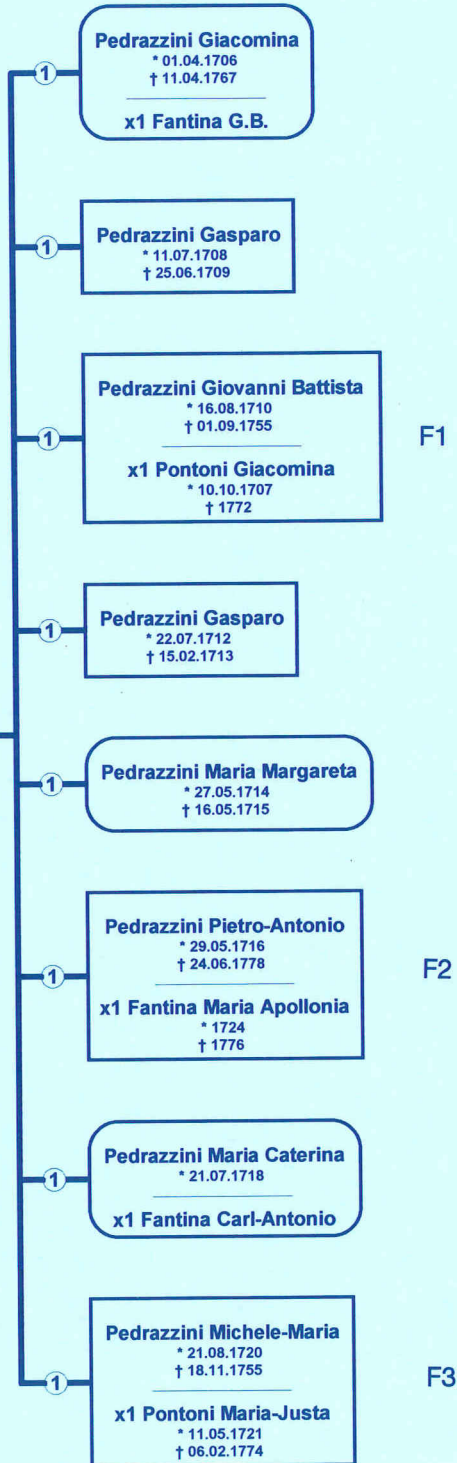 1
Pedrazzini Giacomina
* 01.04.1706
† 11.04.1767
x1 Fantina G.B.
1
Pedrazzini Gasparo
* 11.07.1708
† 25.06.1709
1
Pedrazzini Giovanni Battista
* 16.08.1710
† 01.09.1755
x1 Pontoni Giacomina
* 10.10.1707
† 1772
F1
1
Pedrazzini Gasparo
* 22.07.1712
† 15.02.1713
1
Pedrazzini Maria Margareta
* 27.05.1714
† 16.05.1715
1
Pedrazzini Pietro-Antonio
* 29.05.1716
† 24.06.1778
x1 Fantina Maria Apollonia
* 1724
† 1776
F2
1
Pedrazzini Maria Caterina
* 21.07.1718
x1 Fantina Carl-Antonio
1
Pedrazzini Michele-Maria
* 21.08.1720
† 18.11.1755
x1 Pontoni Maria-Justa
* 11.05.1721
† 06.02.1774
F3